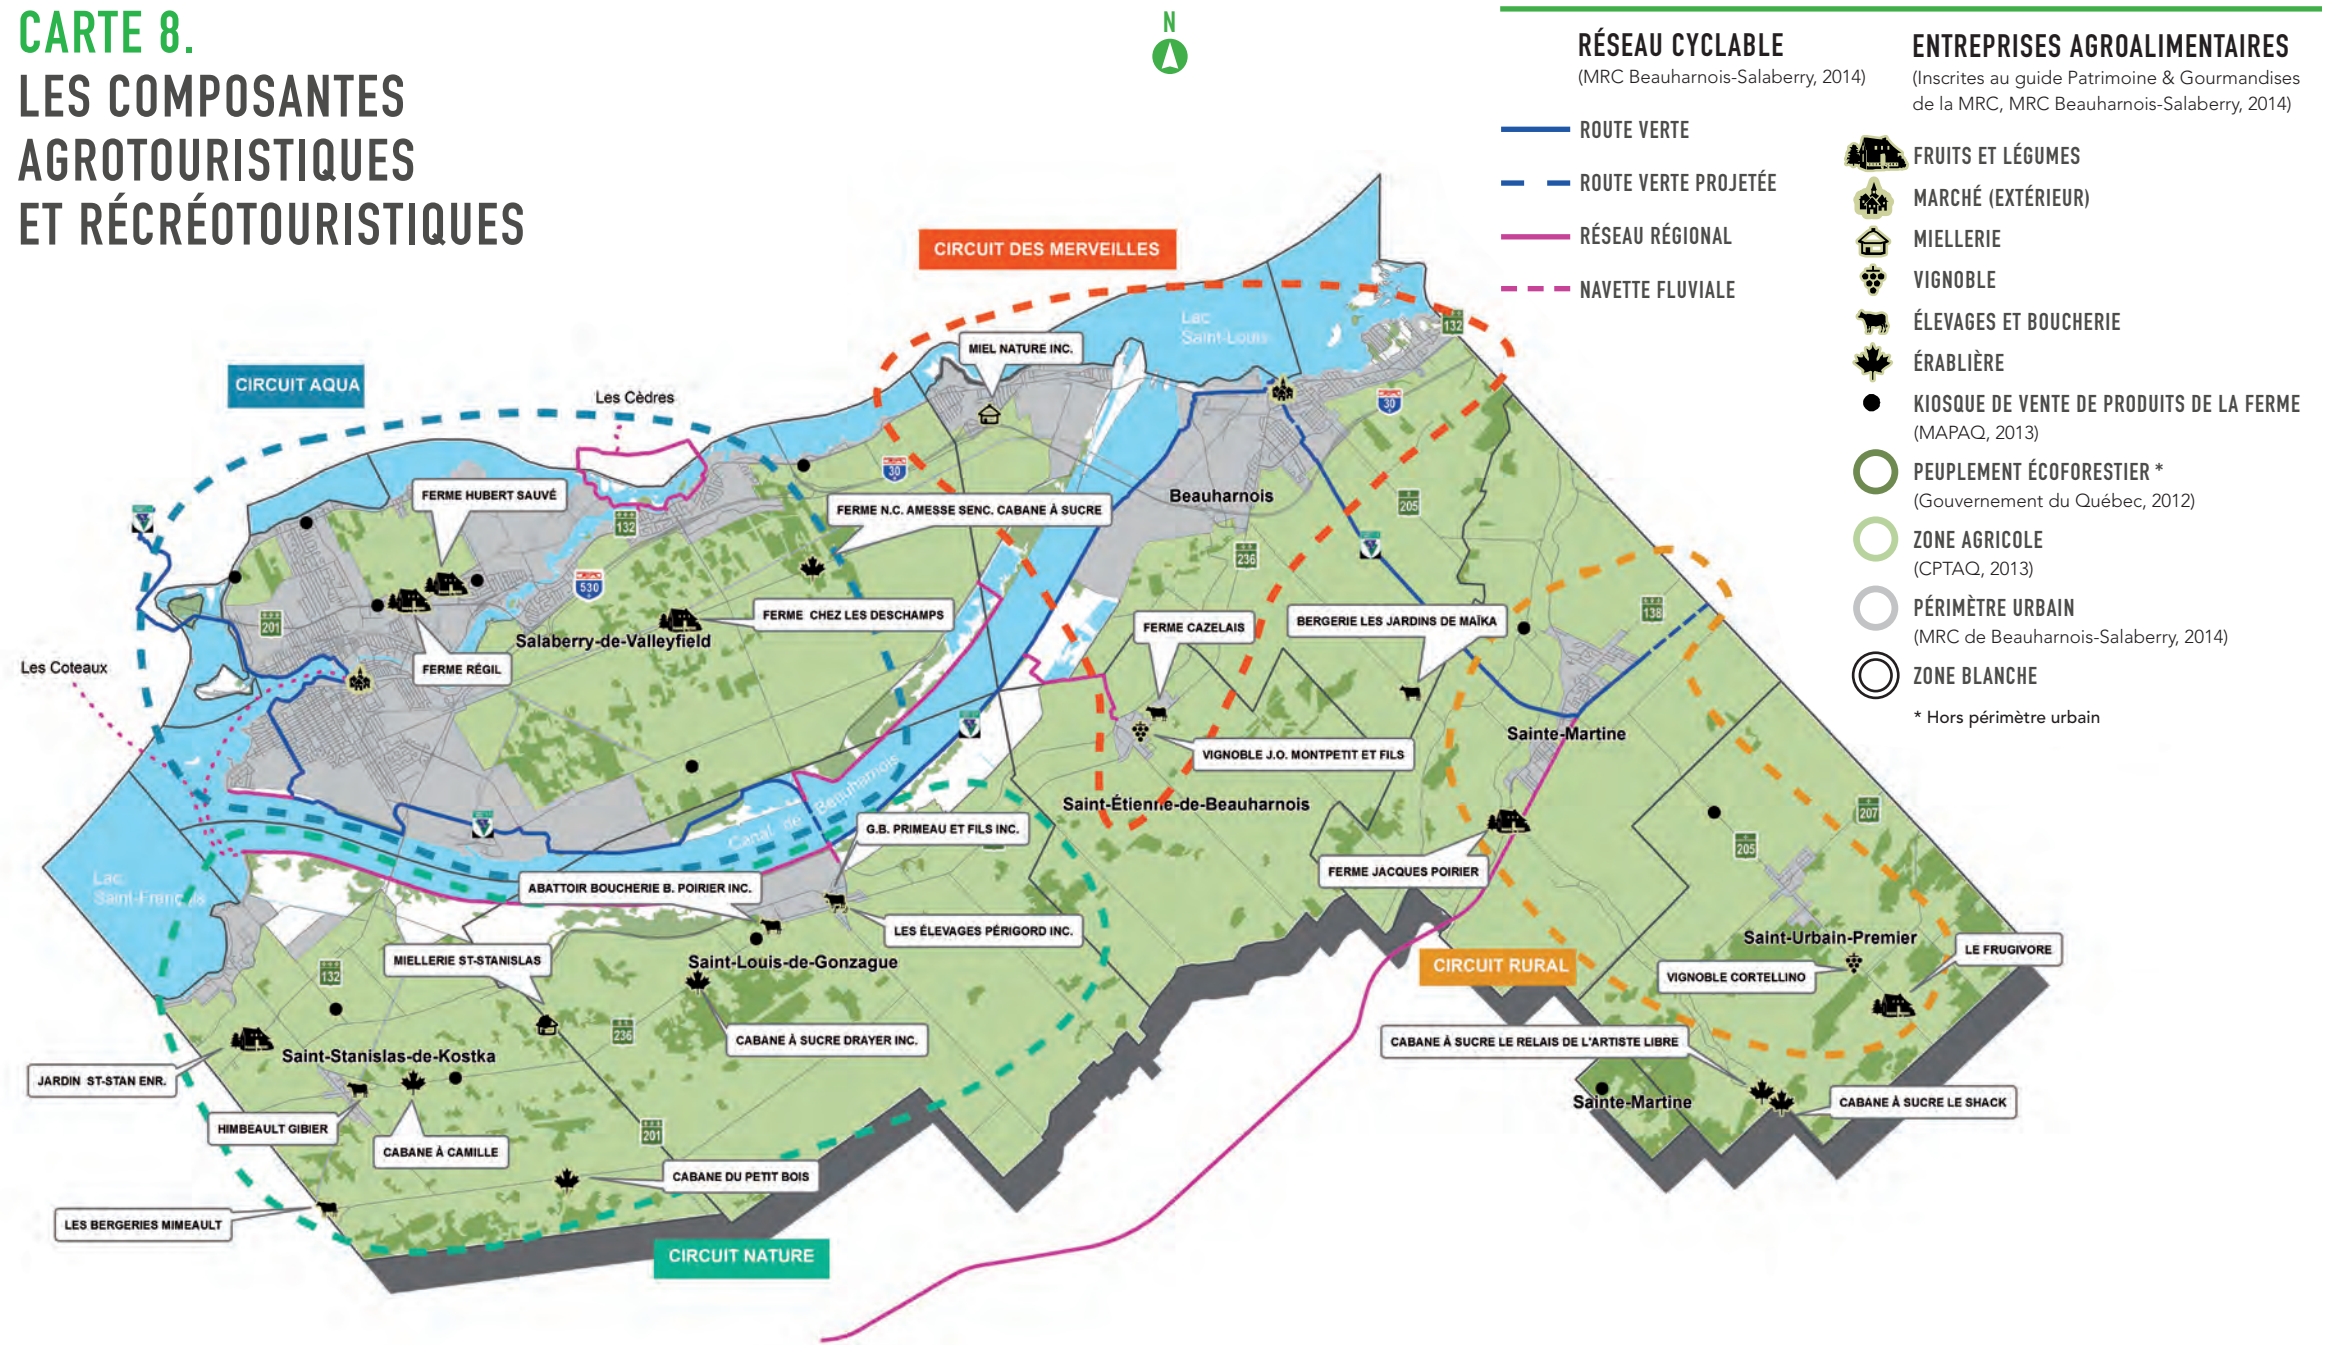 CARTE 8.
LES COMPOSANTES
AGROTOURISTIQUES
ET RÉCRÉOTOURISTIQUES
N
RÉSEAU CYCLABLE
(MRC Beauharnois-Salaberry, 2014)
ROUTE VERTE
ROUTE VERTE PROJETÉE
RÉSEAU RÉGIONAL
NAVETTE FLUVIALE
ENTREPRISES AGROALIMENTAIRES
(Inscrites au guide Patrimoine & Gourmandises
de la MRC, MRC Beauharnois-Salaberry, 2014)
FRUITS ET LÉGUMES
MARCHÉ (EXTÉRIEUR)
MIELLERIE
VIGNOBLE
ÉLEVAGES ET BOUCHERIE
ÉRABLIÈRE
KIOSQUE DE VENTE DE PRODUITS DE LA FERME
(MAPAQ, 2013)
PEUPLEMENT ÉCOFORESTIER *
(Gouvernement du Québec, 2012)
ZONE AGRICOLE
(CPTAQ, 2013)
PÉRIMÈTRE URBAIN
(MRC de Beauharnois-Salaberry, 2014)
ZONE BLANCHE
* Hors périmètre urbain
CIRCUIT DES MERVEILLES
Lac
Saint-Louis
132
MIEL NATURE INC.
CIRCUIT AQUA
Les Cèdres
30
30
FERME HUBERT SAUVÉ
Beauharnois
205
FERME N.C. AMESSE SENC. CABANE À SUCRE
132
236
530
FERME CHEZ LES DESCHAMPS
138
201
FERME CAZELAIS
BERGERIE LES JARDINS DE MAÏKA
Salaberry-de-Valleyfield
Les Coteaux
FERME RÉGIL
Sainte-Martine
VIGNOBLE J.O. MONTPETIT ET FILS
Canal de Beauharnois
Saint-Étienne-de-Beauharnois
207
G.B. PRIMEAU ET FILS INC.
205
FERME JACQUES POIRIER
Lac
Saint-François
ABATTOIR BOUCHERIE B. POIRIER INC.
LES ÉLEVAGES PÉRIGORD INC.
Saint-Urbain-Premier
LE FRUGIVORE
MIELLERIE ST-STANISLAS
Saint-Louis-de-Gonzague
CIRCUIT RURAL
132
VIGNOBLE CORTELLINO
236
CABANE À SUCRE DRAYER INC.
CABANE À SUCRE LE RELAIS DE L'ARTISTE LIBRE
Saint-Stanislas-de-Kostka
JARDIN ST-STAN ENR.
Sainte-Martine
CABANE À SUCRE LE SHACK
HIMBEAULT GIBIER
201
CABANE À CAMILLE
CABANE DU PETIT BOIS
LES BERGERIES MIMEAULT
CIRCUIT NATURE